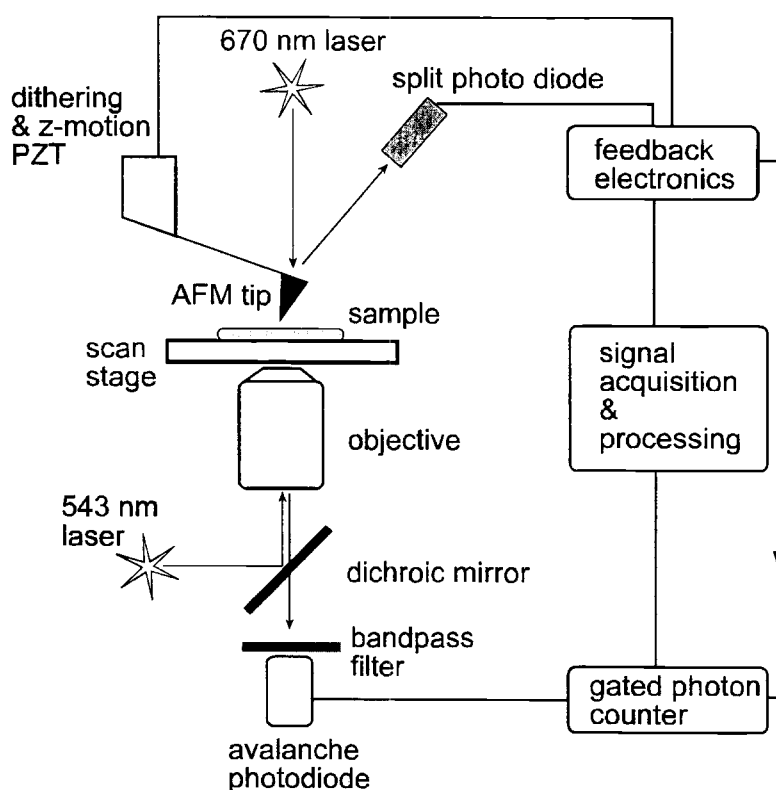 670 nm laser
split photo diode
dithering
& z-motion
PZT
feedback
electronics
AFM tip
sample
scan
stage
signal
acquisition
&
processing
objective
543 nm
laser
dichroic mirror
bandpass
filter
gated photon
counter
avalanche
photodiode